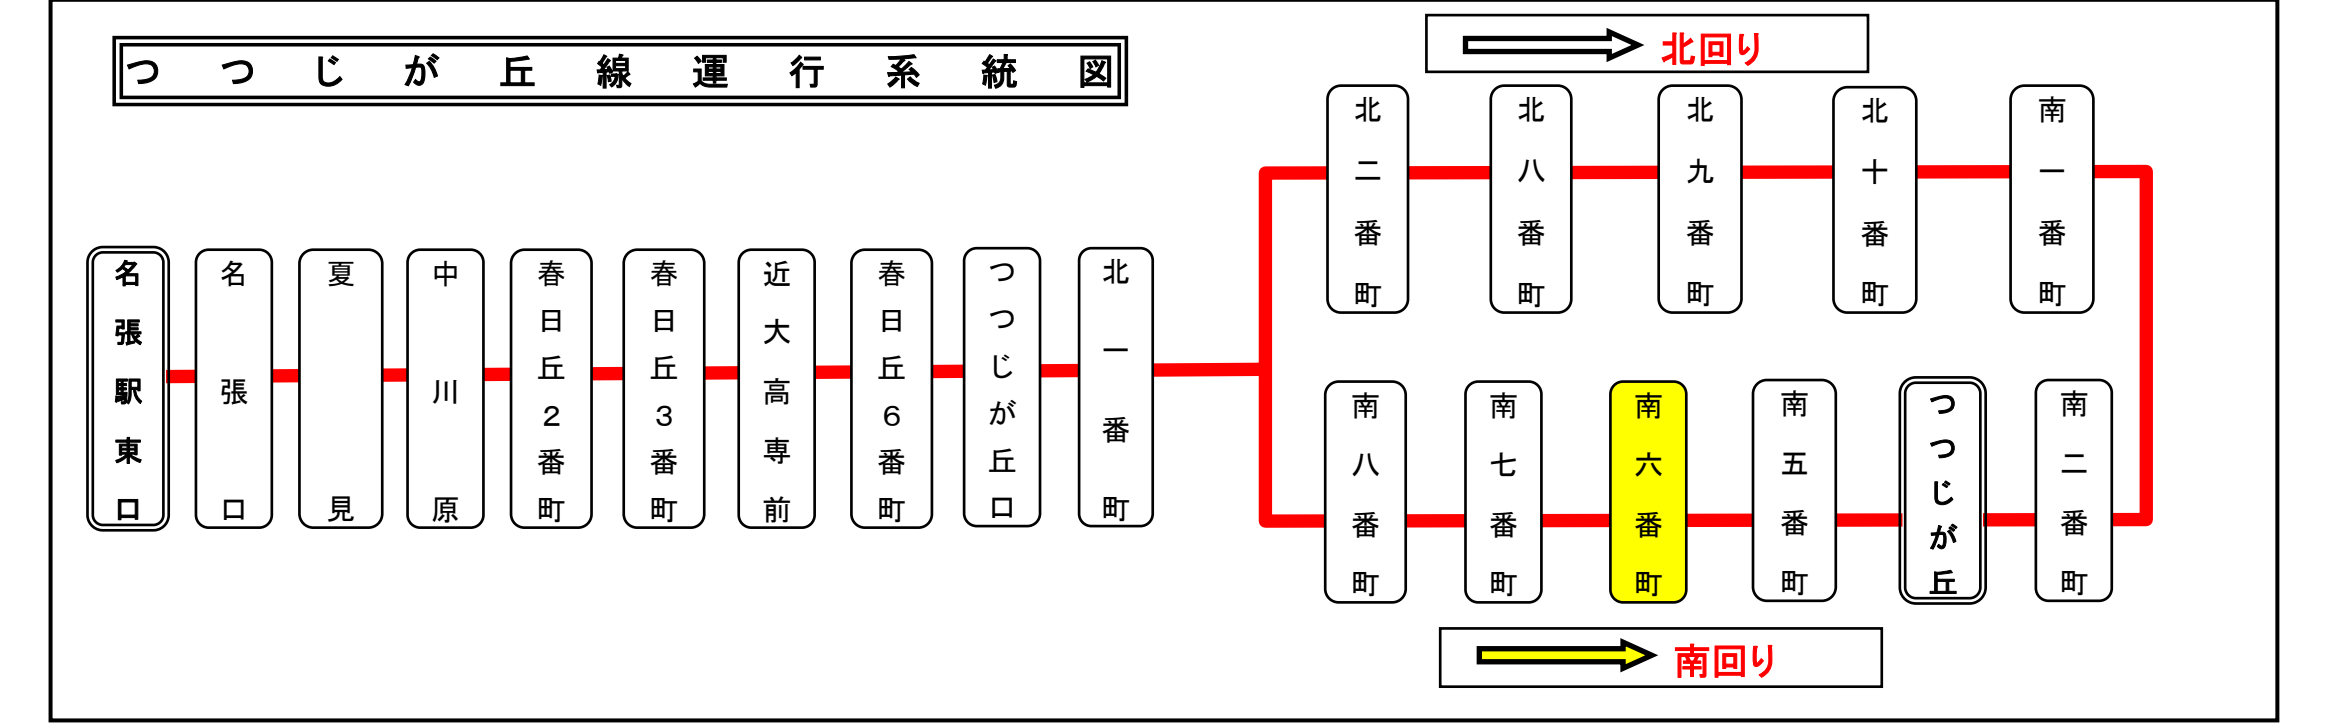 つつじが丘線運行系統図
北回り
北二番町
北八番町
北九番町
北十番町
南一番町
名張駅東口
名張口
夏見
中川原
春日丘2番町
春日丘3番町
近大高専前
春日丘6番町
つつじが丘口
北一番町
南八番町
南七番町
南六番町
南五番町
つつじが丘
南二番町
南回り